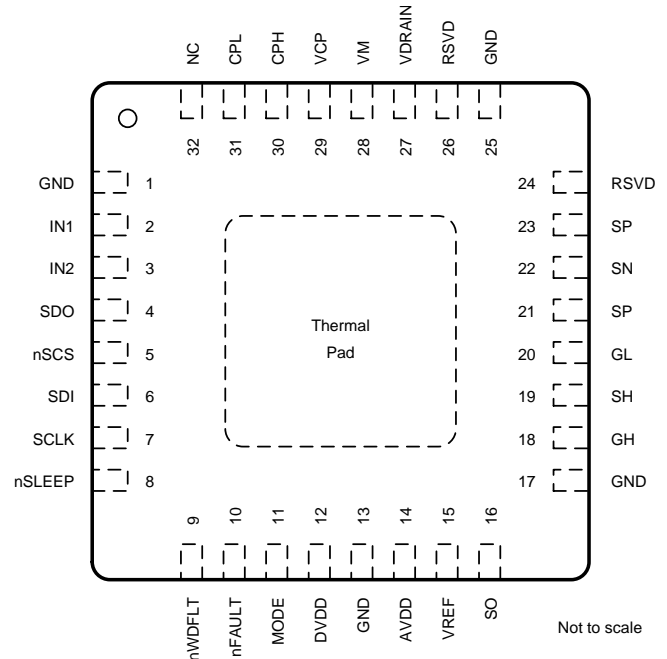 NC
CPL
CPH
VCP
VM
VDRAIN
RSVD
GND
32
31
30
29
28
27
26
25
GND 1
IN1 2
IN2 3
SDO 4
nSCS 5
SDI 6
SCLK 7
nSLEEP 8
24 RSVD
23 SP
22 SN
21 SP
20 GL
19 SH
18 GH
17 GND
Thermal
Pad
9
10
11
12
13
14
15
16
nWDFLT
nFAULT
MODE
DVDD
GND
AVDD
VREF
SO
Not to scale